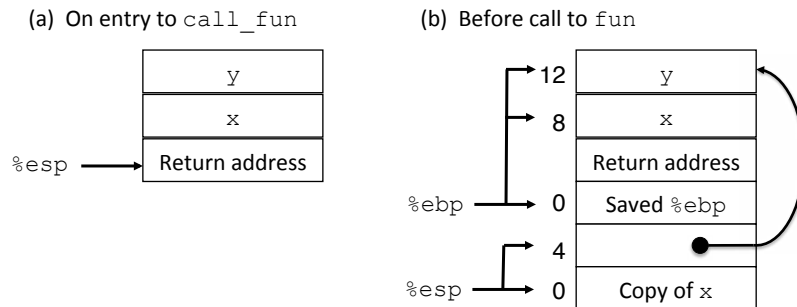 (a) On entry to call_fun
y
x
%esp
Return address
(b) Before call to fun
12
y
8
x
Return address
%ebp
0
Saved %ebp
4
%esp
0
Copy of x